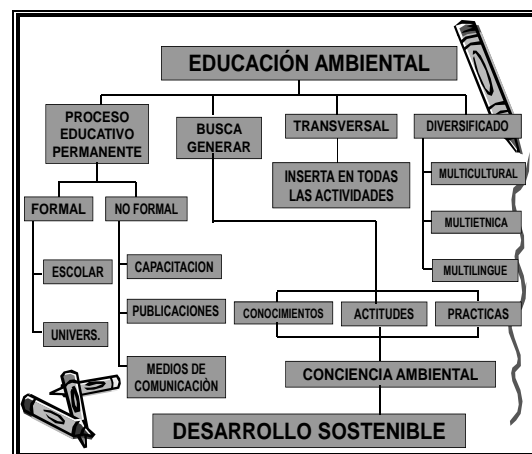 EDUCACIÓN AMBIENTAL
PROCESO
EDUCATIVO
PERMANENTE
BUSCA
GENERAR
TRANSVERSAL
DIVERSIFICADO
INSERTA EN TODAS
LAS ACTIVIDADES
MULTICULTURAL
MULTIETNICA
MULTILINGUE
FORMAL
NO FORMAL
ESCOLAR
UNIVERS.
CAPACITACION
PUBLICACIONES
MEDIOS DE
COMUNICACIÒN
CONOCIMIENTOS
ACTITUDES
PRACTICAS
CONCIENCIA AMBIENTAL
DESARROLLO SOSTENIBLE